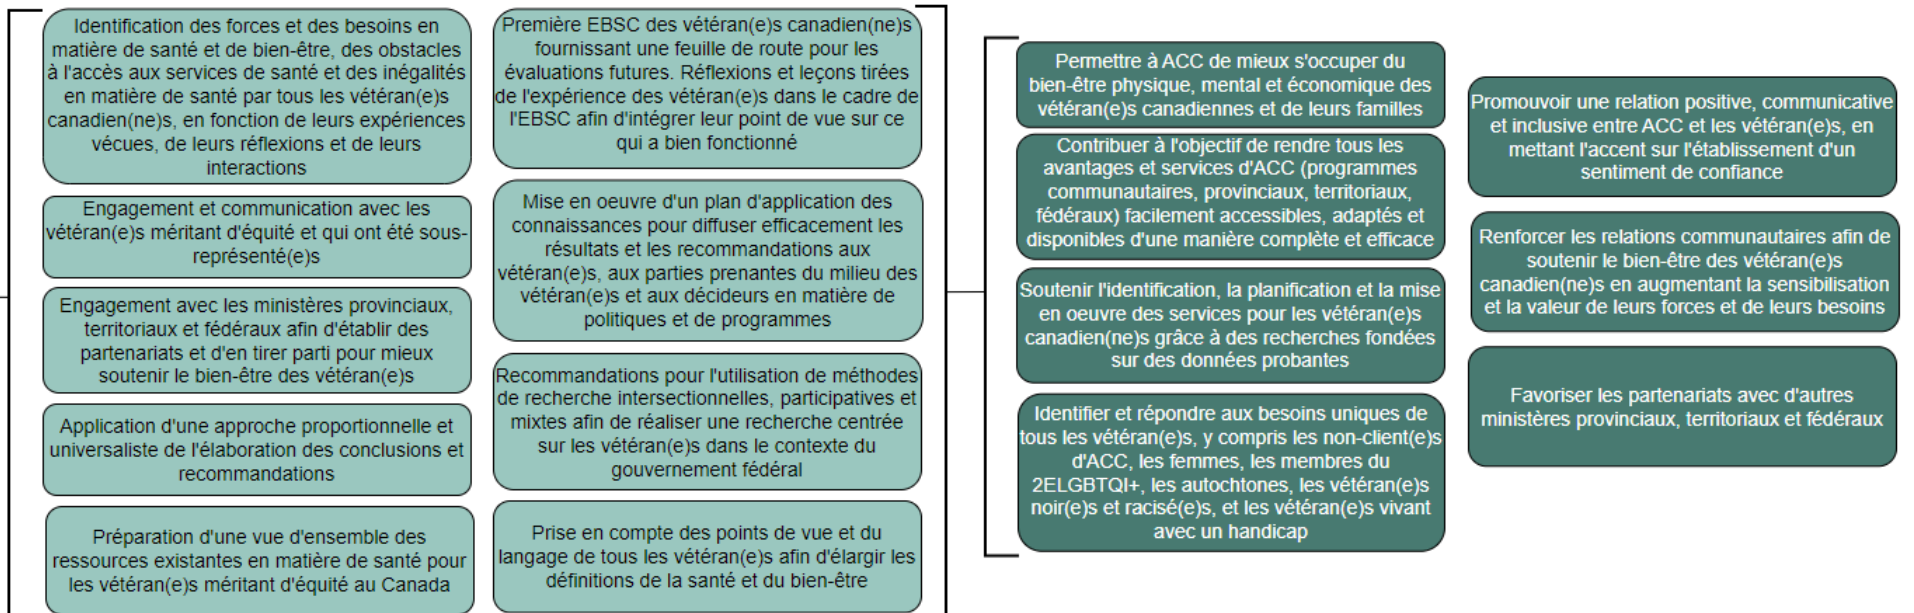 Identification des forces et des besoins en
matière de santé et de bien-être, des obstacles
à l'accès aux services de santé et des inégalités
en matière de santé par tous les vétéran(e)s
canadien(ne)s, en fonction de leurs expériences
vécues, de leurs réflexions et de leurs
interactions
Engagement et communication avec les
vétéran(e)s méritant d'équité et qui ont été sous-
représenté(e)s
Engagement avec les ministères provinciaux,
territoriaux et fédéraux afin d'établir des
partenariats et d'en tirer parti pour mieux
soutenir le bien-être des vétéran(e)s
Application d'une approche proportionnelle et
universaliste de l'élaboration des conclusions et
recommandations
Préparation d'une vue d'ensemble des
ressources existantes en matière de santé pour
les vétéran(e)s méritant d'équité au Canada
Première EBSC des vétéran(e)s canadien(ne)s
fournissant une feuille de route pour les
évaluations futures. Réflexions et leçons tirées
de l'expérience des vétéran(e)s dans le cadre de
l'EBSC afin d'intégrer leur point de vue sur ce
qui a bien fonctionné
Mise en oeuvre d'un plan d'application des
connaissances pour diffuser efficacement les
résultats et les recommandations aux
vétéran(e)s, aux parties prenantes du milieu des
vétéran(e)s et aux décideurs en matière de
politiques et de programmes
Recommandations pour l'utilisation de méthodes
de recherche intersectionnelles, participatives et
mixtes afin de réaliser une recherche centrée
sur les vétéran(e)s dans le contexte du
gouvernement fédéral
Prise en compte des points de vue et du
langage de tous les vétéran(e)s afin d'élargir les
définitions de la santé et du bien-être
Permettre à ACC de mieux s'occuper du
bien-être physique, mental et économique des
vétéran(e)s canadiennes et de leurs familles
Contribuer à l'objectif de rendre tous les
avantages et services d'ACC (programmes
communautaires, provinciaux, territoriaux,
fédéraux) facilement accessibles, adaptés et
disponibles d'une manière complète et efficace
Soutenir l'identification, la planification et la mise
en oeuvre des services pour les vétéran(e)s
canadien(ne)s grâce à des recherches fondées
sur des données probantes
Identifier et répondre aux besoins uniques de
tous les vétéran(e)s, y compris les non-client(e)s
d'ACC, les femmes, les membres du
2ELGBTQI+, les autochtones, les vétéran(e)s
noir(e)s et racisé(e)s, et les vétéran(e)s vivant
avec un handicap
Promouvoir une relation positive, communicative
et inclusive entre ACC et les vétéran(e)s, en
mettant l'accent sur l'établissement d'un
sentiment de confiance
Renforcer les relations communautaires afin de
soutenir le bien-être des vétéran(e)s
canadien(ne)s en augmentant la sensibilisation
et la valeur de leurs forces et de leurs besoins
Favoriser les partenariats avec d'autres
ministères provinciaux, territoriaux et fédéraux